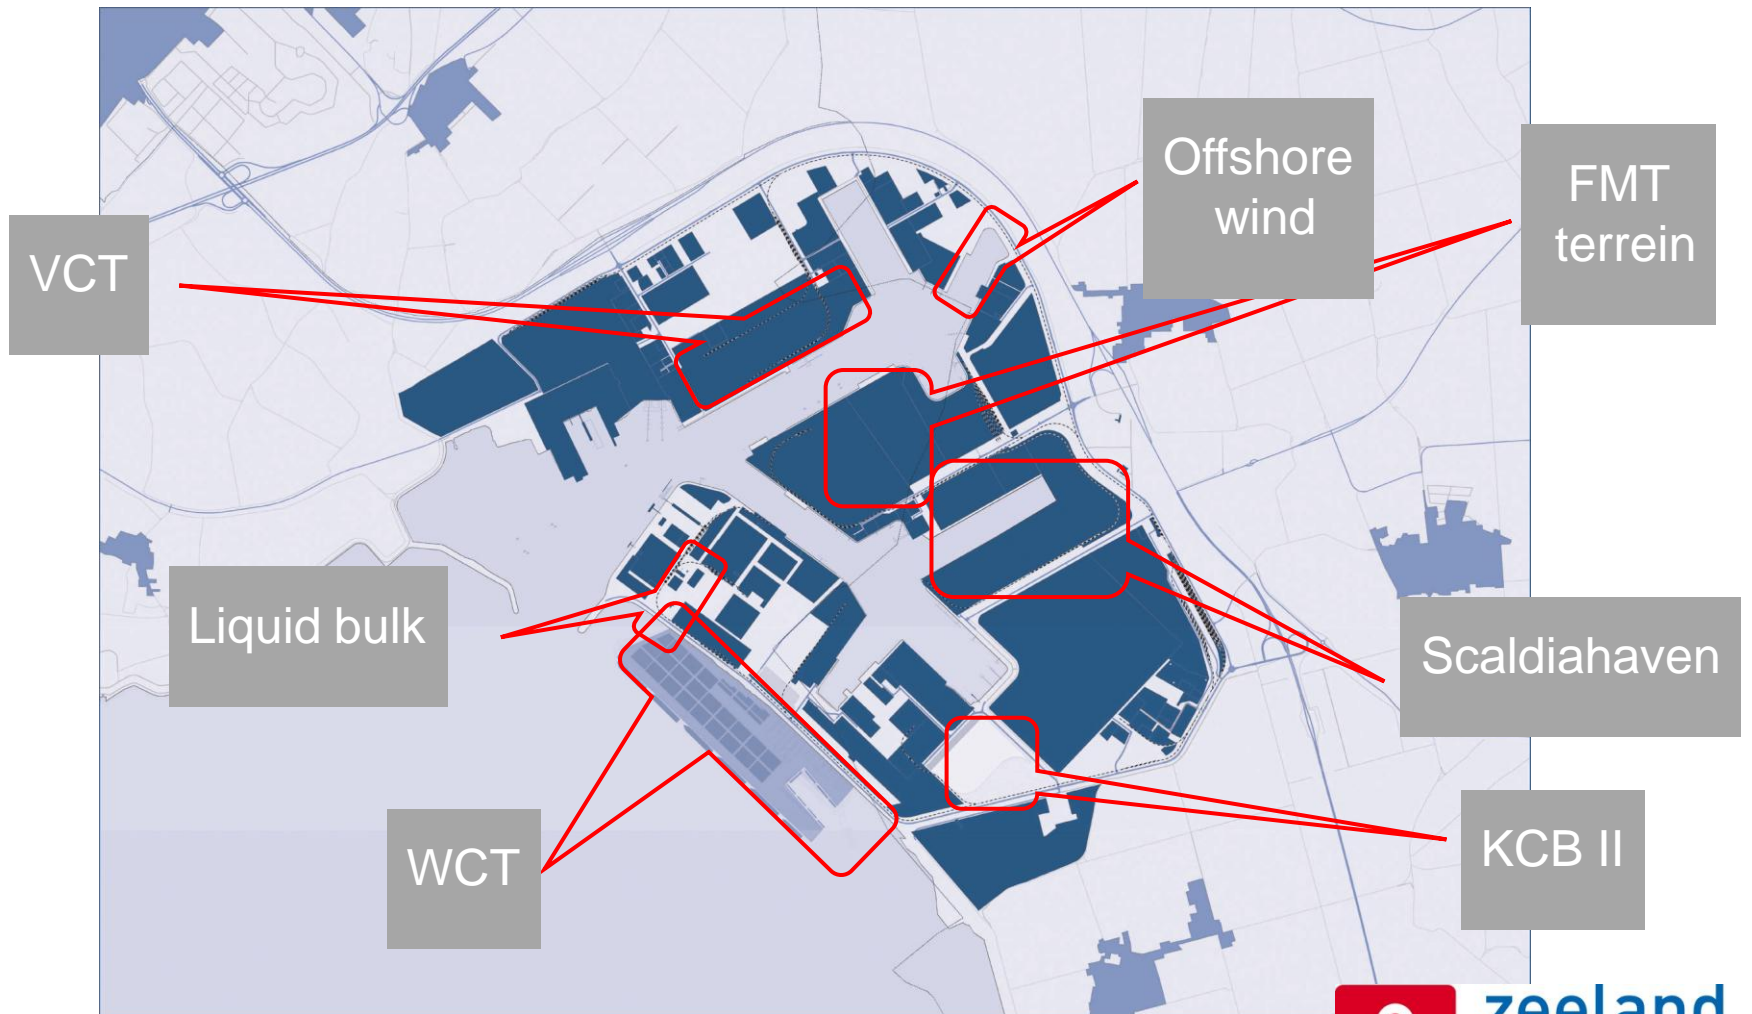 Offshore
wind
FMT
terrein
VCT
Liquid bulk
Scaldiahaven
WCT
KCB II
zeeland